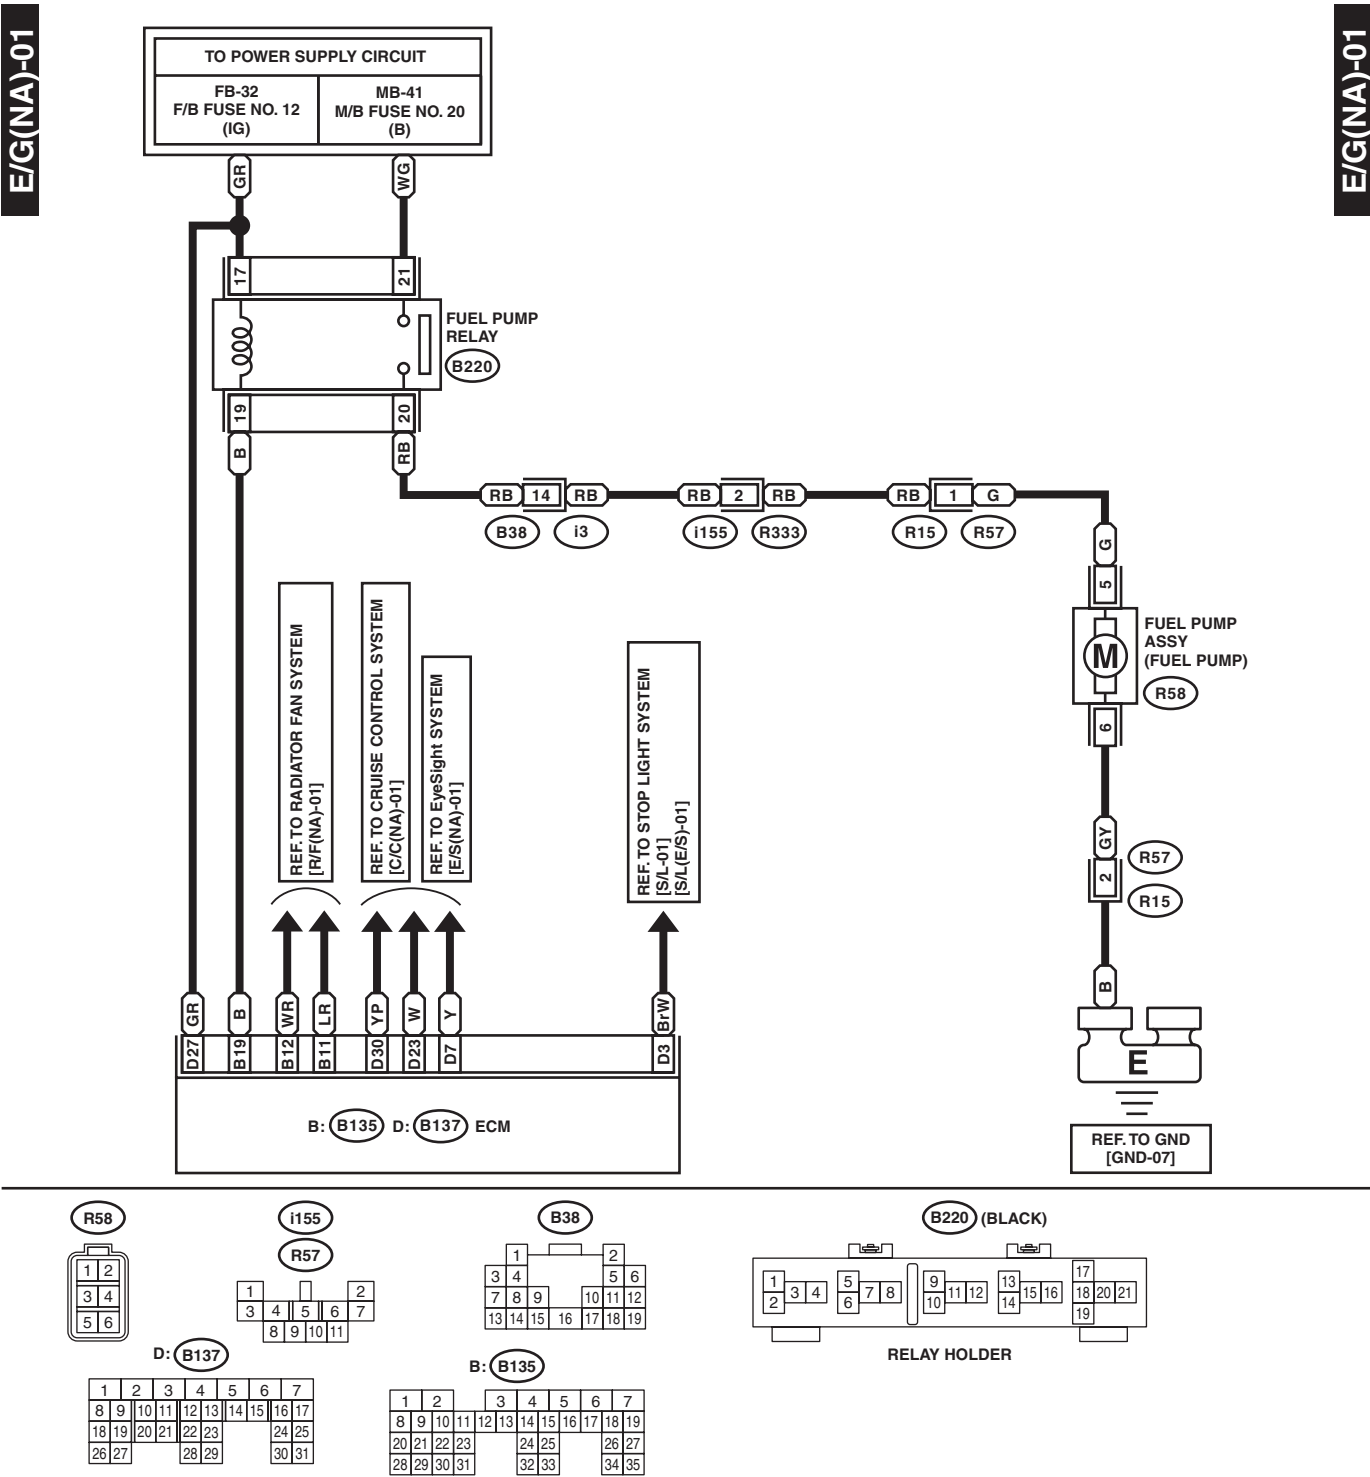 E/G(NA)-01
E/G(NA)-01
TO POWER SUPPLY CIRCUIT
FB-32
F/B FUSE NO. 12
(IG)
MB-41
M/B FUSE NO. 20
(B)
GR
WG
17
21
FUEL PUMP
RELAY
B220
19
20
B
RB
RB 14 RB
RB 2 RB
RB 1 G
B38
i3
i155
R333
R15
R57
G
5
M
FUEL PUMP
ASSY
(FUEL PUMP)
R58
6
GY
R57
2
R15
B
E
REF. TO GND
[GND-07]
REF. TO RADIATOR FAN SYSTEM
[R/F(NA)-01]
REF. TO CRUISE CONTROL SYSTEM
[C/C(NA)-01]
REF. TO EyeSight SYSTEM
[E/S(NA)-01]
REF. TO STOP LIGHT SYSTEM
[S/L-01]
[S/L(E/S)-01]
GR B WR LR YP W Y BrW
D27 B19 B12 B11 D30 D23 D7 D3
B: B135 D: B137 ECM
R58
1 2
3 4
5 6
i155
R57
1 2
3 4 5 6 7
8 9 10 11
B38
1 2
3 4 5 6
7 8 9 10 11 12
13 14 15 16 17 18 19
B220 (BLACK)
1 2 3 4 5 6 7 8 9 10 11 12 13 14 15 16 17 18 19 20 21
RELAY HOLDER
D: B137
1 2 3 4 5 6 7
8 9 10 11 12 13 14 15 16 17
18 19 20 21 22 23 24 25
26 27 28 29 30 31
B: B135
1 2 3 4 5 6 7
8 9 10 11 12 13 14 15 16 17 18 19
20 21 22 23 24 25 26 27
28 29 30 31 32 33 34 35